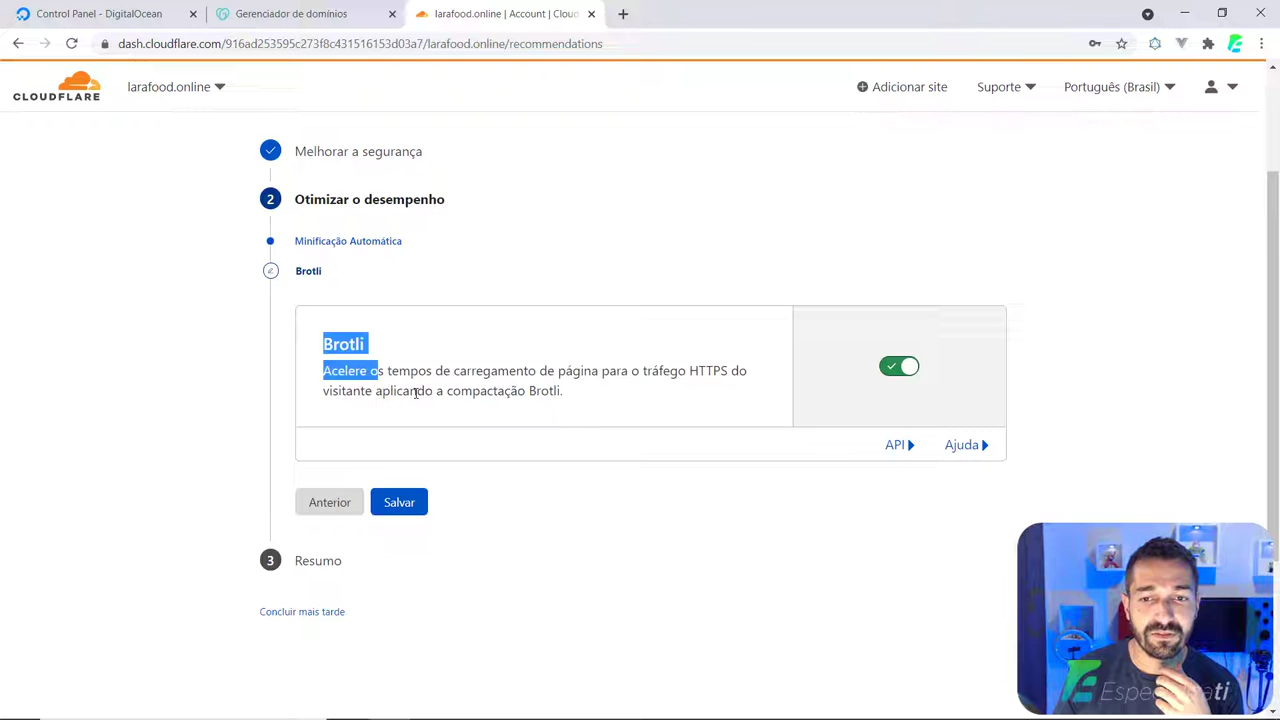 Control Panel - DigitalOcean
Gerenciador de domínios
larafood.online | Account | Clou
dash.cloudflare.com/916ad253595c273f8c431516153d03a7/larafood.online/recommendations
CLOUDFLARE
larafood.online
Adicionar site
Suporte
Português (Brasil)
Melhorar a segurança
2
Otimizar o desempenho
Minificação Automática
Brotli
Brotli
Acelere os tempos de carregamento de página para o tráfego HTTPS do
visitante aplicando a compactação Brotli.
API
Ajuda
Anterior
Salvar
3
Resumo
Concluir mais tarde